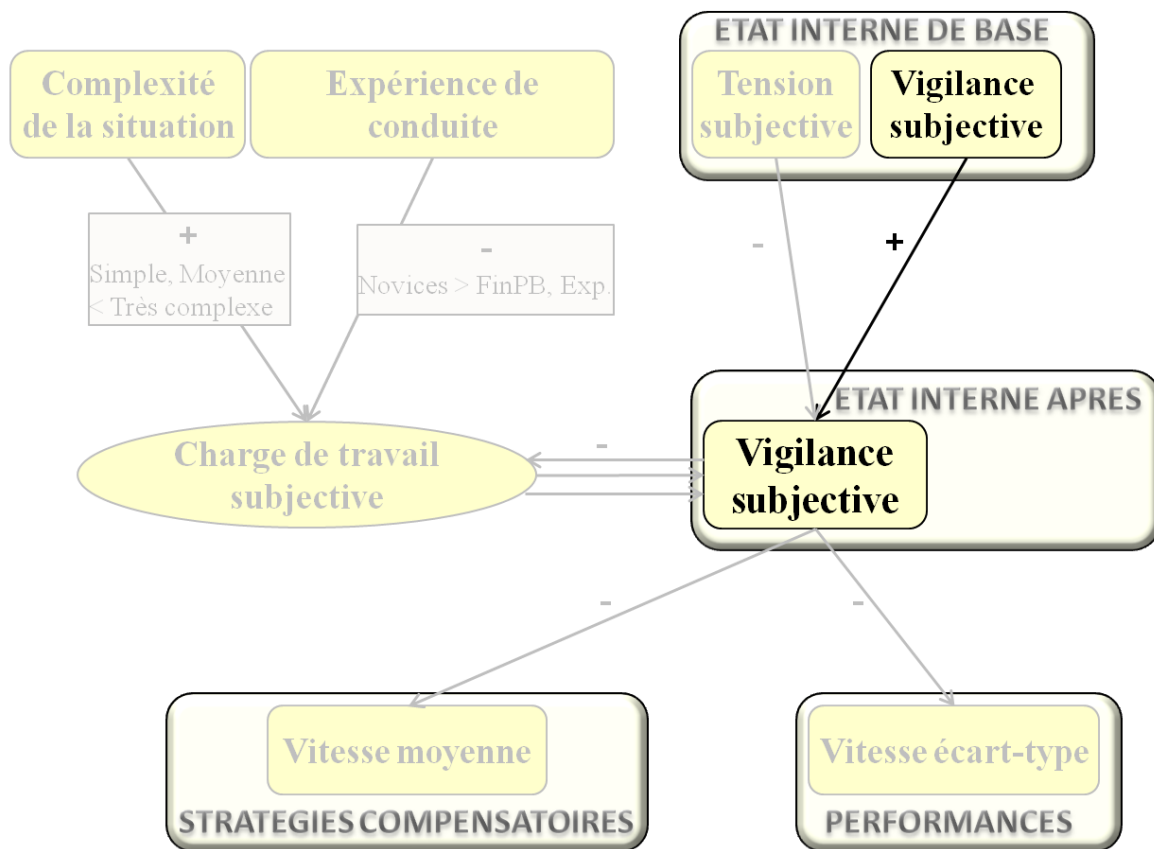 ETAT INTERNE DE BASE
Complexité
de la situation
Expérience de
conduite
Tension
subjective
Vigilance
subjective
+
Simple, Moyenne
< Très complexe
-
Novices > FinPB, Exp.
-
+
ETAT INTERNE APRES
Charge de travail
subjective
-
Vigilance
subjective
-
-
Vitesse moyenne
STRATEGIES COMPENSATOIRES
Vitesse écart-type
PERFORMANCES